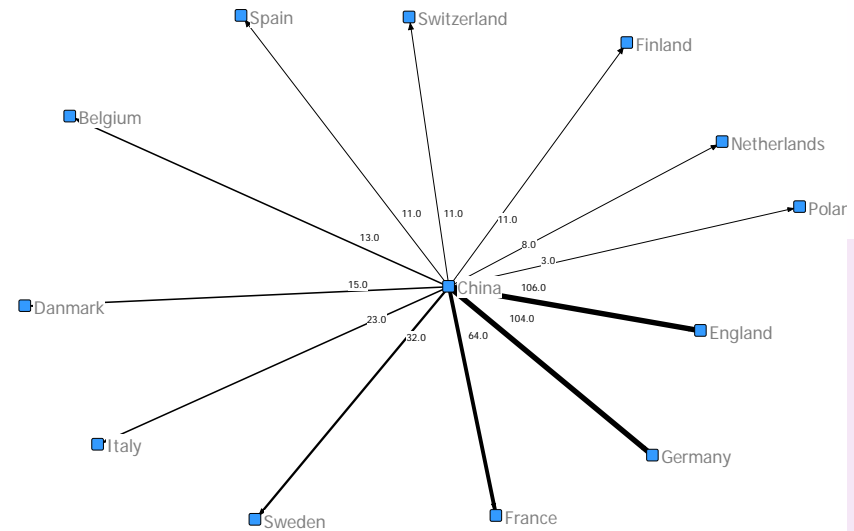 Spain
Switzerland
Finland
Belgium
Netherlands
Polar
11.0
11.0
11.0
13.0
8.0
3.0
15.0
China
106.0
Danmark
23.0
104.0
32.0
64.0
England
Italy
Germany
Sweden
France